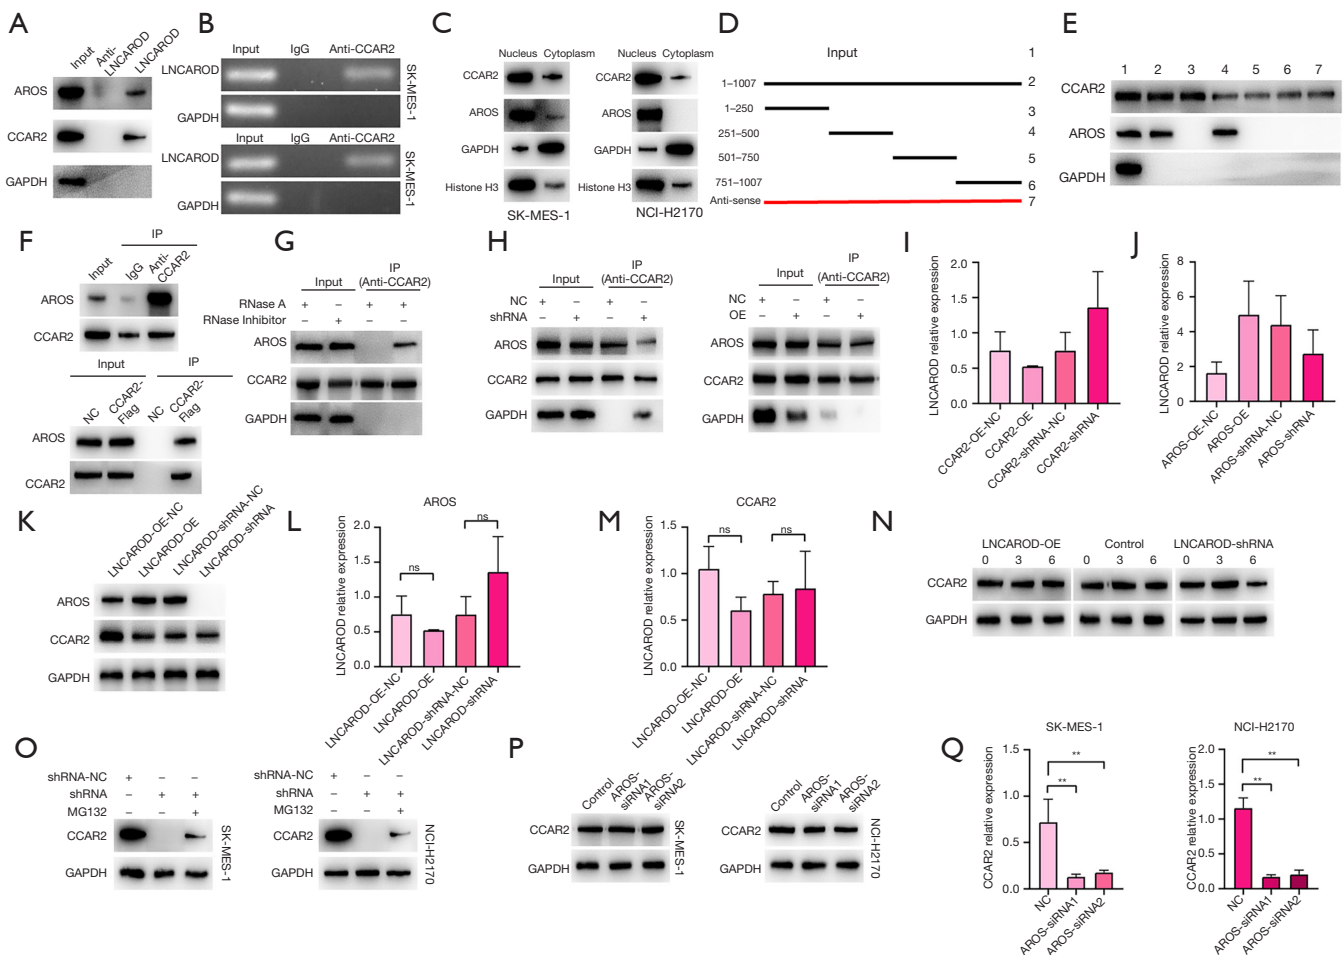 A
Input
Anti-LNCAROD
LNCAROD
AROS
CCAR2
GAPDH
B
Input IgG Anti-CCAR2
LNCAROD
GAPDH
SK-MES-1
Input IgG Anti-CCAR2
LNCAROD
GAPDH
SK-MES-1
C
Nucleus Cytoplasm
CCAR2
AROS
GAPDH
Histone H3
SK-MES-1
Nucleus Cytoplasm
CCAR2
AROS
GAPDH
Histone H3
NCI-H2170
D
Input 1
1–1007 2
1–250 3
251–500 4
501–750 5
751–1007 6
Anti-sense 7
E
1 2 3 4 5 6 7
CCAR2
AROS
GAPDH
F
IP
Input
IgG
Anti-CCAR2
AROS
CCAR2
Input IP
NC
CCAR2-Flag
NC
CCAR2-Flag
AROS
CCAR2
G
Input
IP (Anti-CCAR2)
RNase A + – + +
RNase Inhibitor – + – –
AROS
CCAR2
GAPDH
H
Input
IP (Anti-CCAR2)
NC + – + –
shRNA – + – +
AROS
CCAR2
GAPDH
Input
IP (Anti-CCAR2)
NC + – + –
OE – + – +
AROS
CCAR2
GAPDH
I
LNCAROD relative expression
2.0
1.5
1.0
0.5
0.0
CCAR2-OE-NC
CCAR2-OE
CCAR2-shRNA-NC
CCAR2-shRNA
J
LNCAROD relative expression
8
6
4
2
0
AROS-OE-NC
AROS-OE
AROS-shRNA-NC
AROS-shRNA
K
LNCAROD-OE-NC
LNCAROD-OE
LNCAROD-shRNA-NC
LNCAROD-shRNA
AROS
CCAR2
GAPDH
L
AROS
LNCAROD relative expression
2.0
1.5
1.0
0.5
0.0
ns
ns
LNCAROD-OE-NC
LNCAROD-OE
LNCAROD-shRNA-NC
LNCAROD-shRNA
M
CCAR2
LNCAROD relative expression
1.5
1.0
0.5
0.0
ns
ns
LNCAROD-OE-NC
LNCAROD-OE
LNCAROD-shRNA-NC
LNCAROD-shRNA
N
LNCAROD-OE Control LNCAROD-shRNA
0 3 6 0 3 6 0 3 6
CCAR2
GAPDH
O
shRNA-NC + – –
shRNA – + +
MG132 – – +
CCAR2
GAPDH
SK-MES-1
shRNA-NC + – –
shRNA – + +
MG132 – – +
CCAR2
GAPDH
NCI-H2170
P
Control
AROS-siRNA1
AROS-siRNA2
CCAR2
GAPDH
SK-MES-1
Control
AROS-siRNA1
AROS-siRNA2
CCAR2
GAPDH
NCI-H2170
Q
SK-MES-1
CCAR2 relative expression
1.5
1.0
0.5
0.0
**
**
NC
AROS-siRNA1
AROS-siRNA2
NCI-H2170
CCAR2 relative expression
2.0
1.5
1.0
0.5
0.0
**
**
NC
AROS-siRNA1
AROS-siRNA2